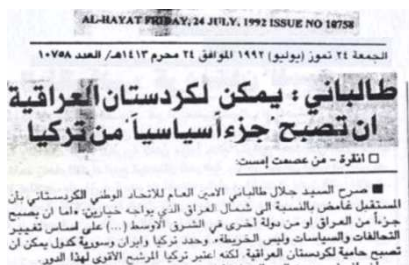 AL-HAYAT FRIDAY, 24 JULY, 1992 ISSUE NO 10758
الجمعة ٢٤ تموز (يوليو) ١٩٩٢ الموافق ٢٤ محرم ١٤١٣هـ/ العدد ١٠٧٥٨
طالباني: يمكن لكردستان العراقية
ان تصبح "جزءاً سياسياً" من تركيا
□ انقرة - من عصمت إمست:
■ صرح السيد جلال طالباني الامين العام للاتحاد الوطني الكردستاني بأن
المستقبل غامض بالنسبة الى شمال العراق الذي يواجه خيارين: «اما ان يصبح
جزءاً من العراق او من دولة اخرى في الشرق الاوسط (...) على اساس تغيير
التحالفات والسياسات وليس الخريطة». وحدد تركيا وايران وسورية كدول يمكن ان
تصبح حامية لكردستان العراقية. لكنه اعتبر تركيا المرشح الاقوى لهذا الدور.